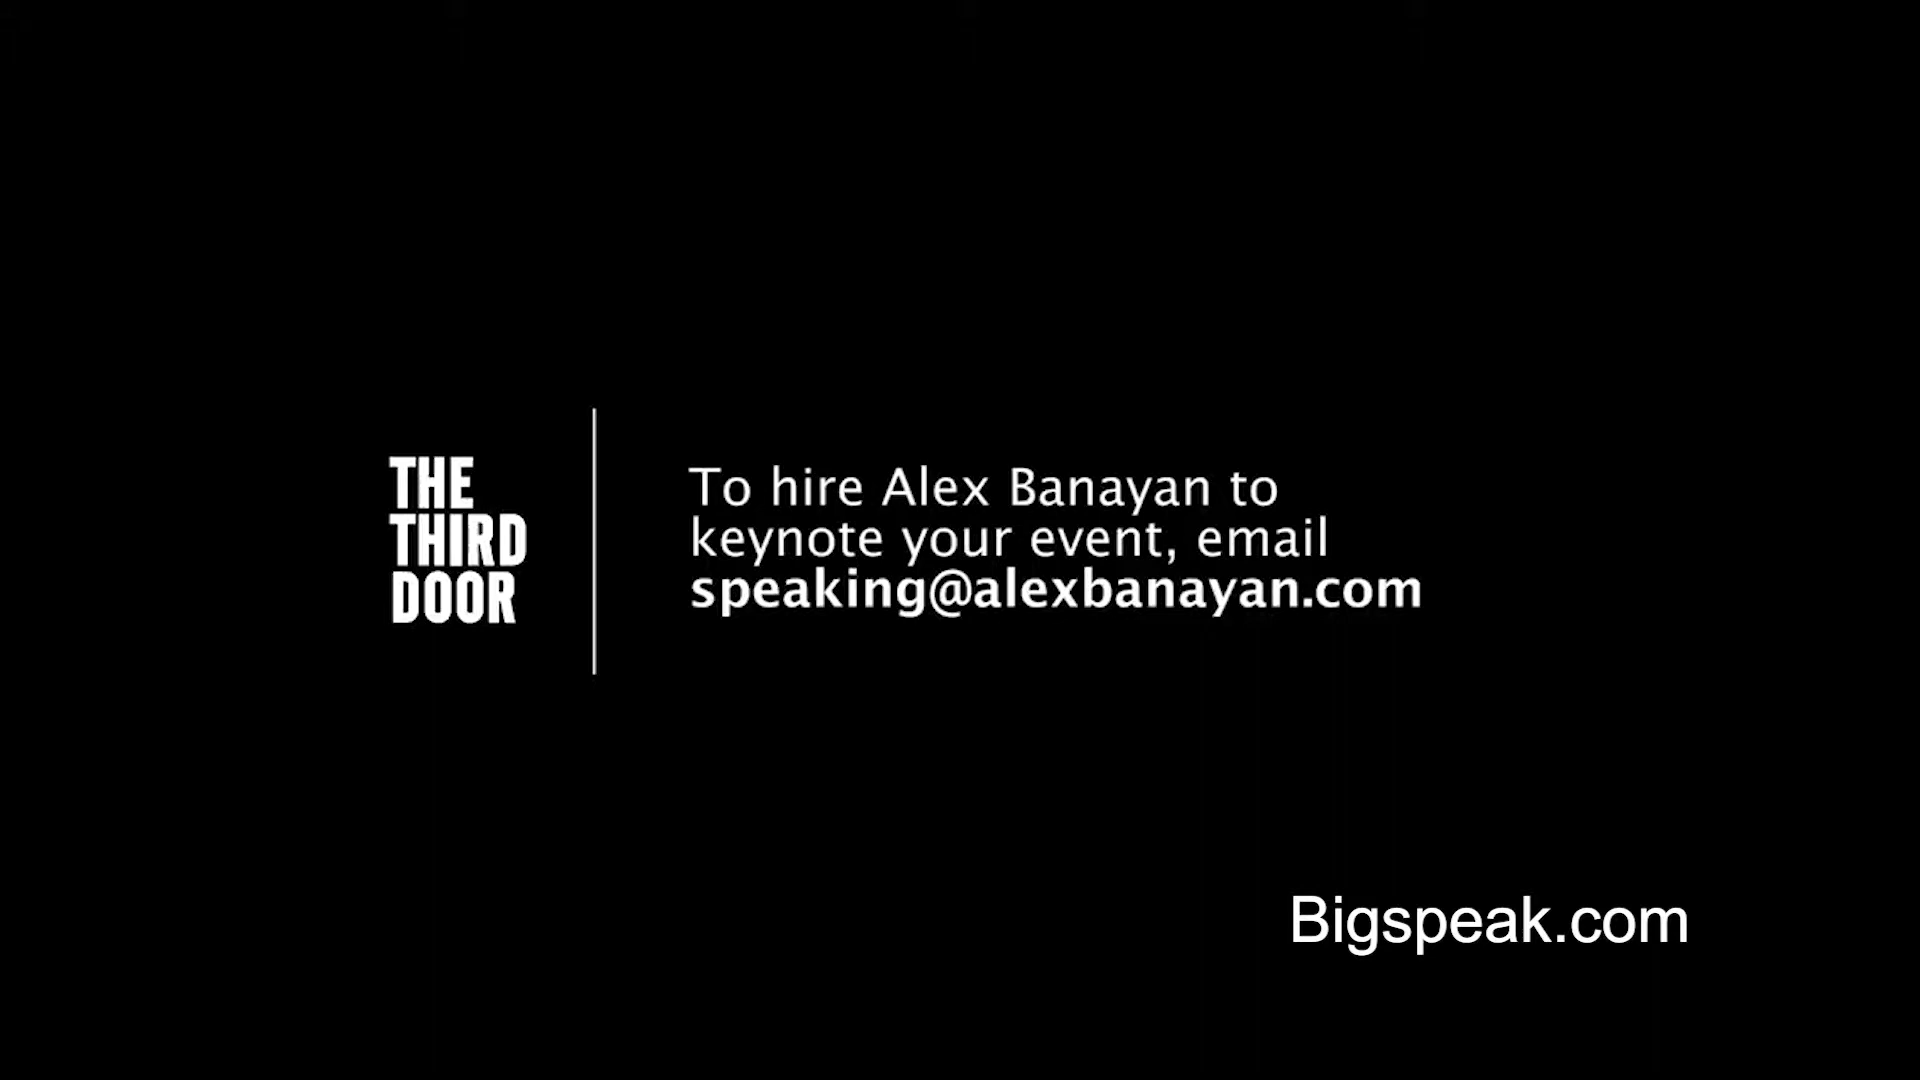 THE
THIRD
DOOR
To hire Alex Banayan to
keynote your event, email
speaking@alexbanayan.com
Bigspeak.com